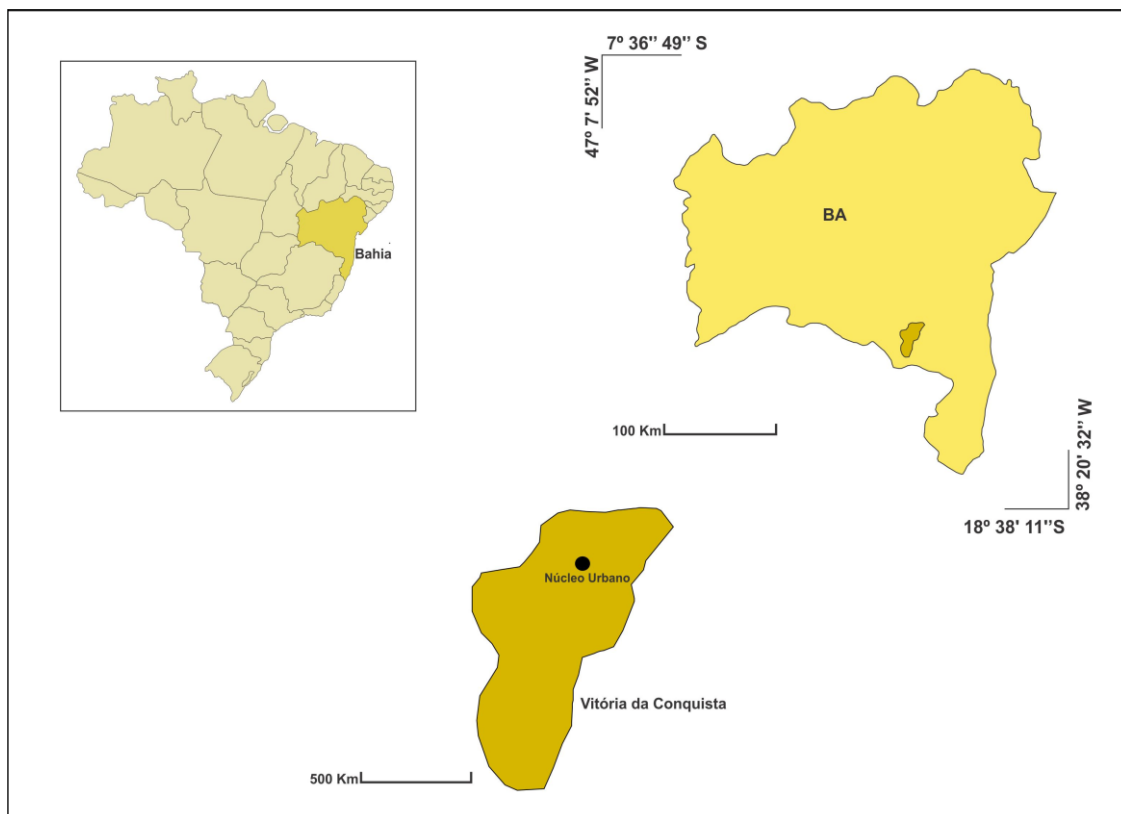 7º 36'' 49'' S
47º 7' 52'' W
Bahia
BA
100 Km
38º 20' 32'' W
18º 38' 11''S
Núcleo Urbano
Vitória da Conquista
500 Km